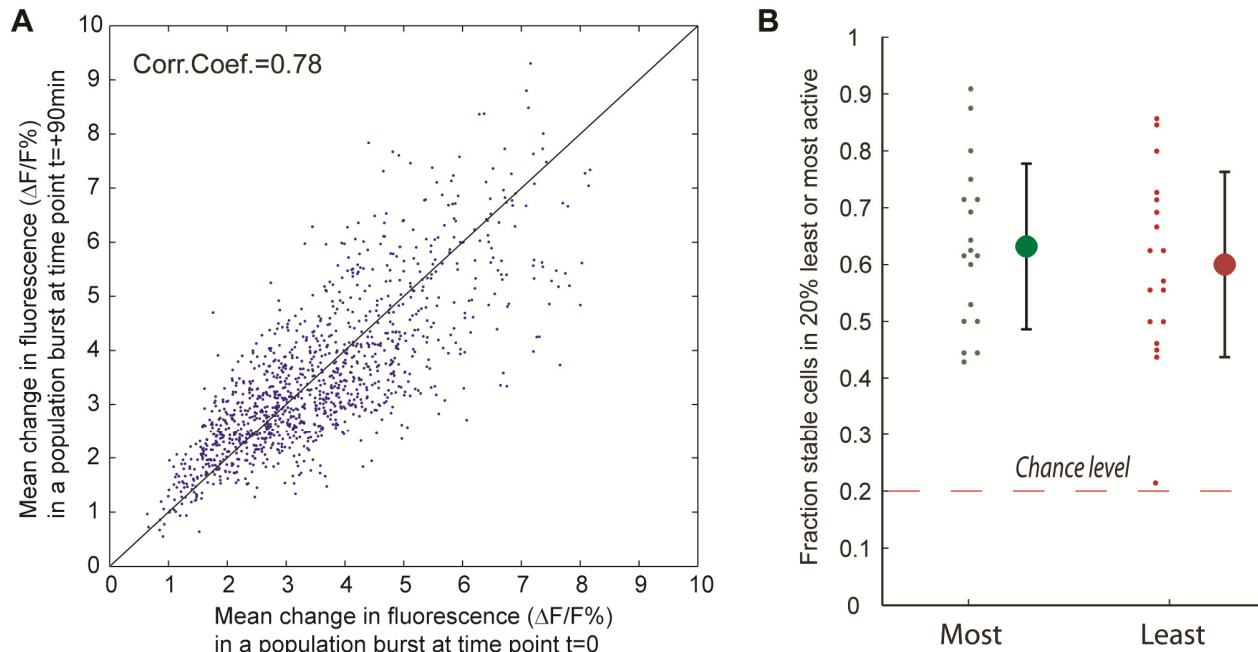 A
Corr.Coef.=0.78
Mean change in fluorescence (ΔF/F%)
in a population burst at time point t=+90min
10
9
8
7
6
5
4
3
2
1
0
0 1 2 3 4 5 6 7 8 9 10
Mean change in fluorescence (ΔF/F%)
in a population burst at time point t=0
B
Fraction stable cells in 20% least or most active
1
0.9
0.8
0.7
0.6
0.5
0.4
0.3
0.2
0.1
0
Chance level
Most Least